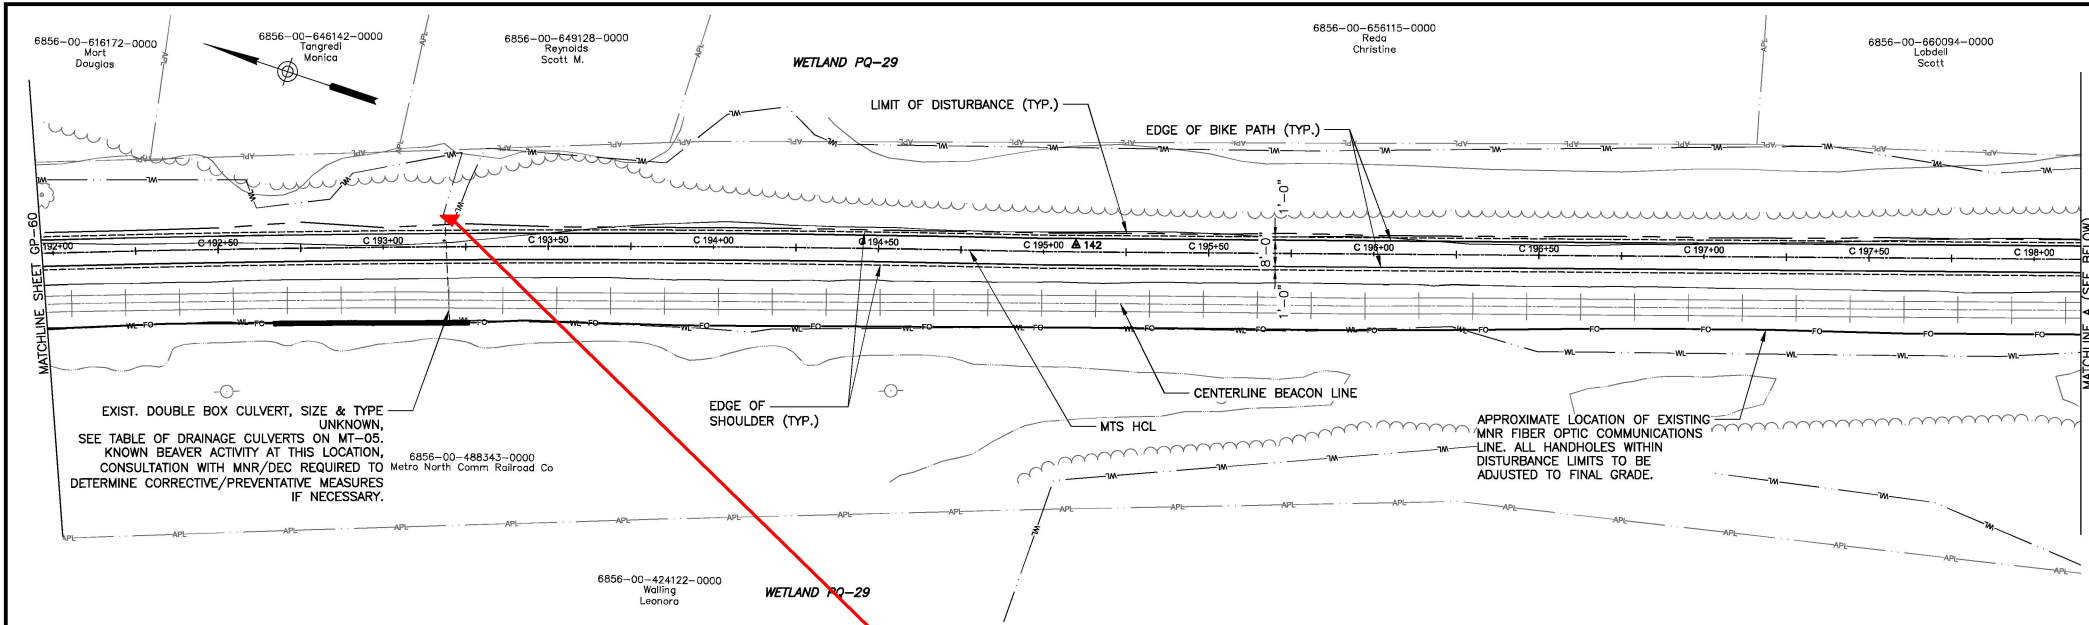 6856-00-616172-0000
Mort
Douglas
6856-00-646142-0000
Tangredi
Monica
6856-00-649128-0000
Reynolds
Scott M.
WETLAND PQ-29
6856-00-656115-0000
Reda
Christine
6856-00-660094-0000
Lobdell
Scott
LIMIT OF DISTURBANCE (TYP.)
EDGE OF BIKE PATH (TYP.)
MATCHLINE SHEET GP-60
192+00
C 192+50
C 193+00
C 193+50
C 194+00
C 194+50
C 195+00
142
C 195+50
C 196+00
C 196+50
C 197+00
C 197+50
C 198+00
1'-0"
8'-0"
1'-0"
MATCHLINE A (SEE BELOW)
EXIST. DOUBLE BOX CULVERT, SIZE & TYPE
UNKNOWN,
SEE TABLE OF DRAINAGE CULVERTS ON MT-05.
KNOWN BEAVER ACTIVITY AT THIS LOCATION,
CONSULTATION WITH MNR/DEC REQUIRED TO
DETERMINE CORRECTIVE/PREVENTATIVE MEASURES
IF NECESSARY.
6856-00-488343-0000
Metro North Comm Railroad Co
EDGE OF
SHOULDER (TYP.)
MTS HCL
CENTERLINE BEACON LINE
APPROXIMATE LOCATION OF EXISTING
MNR FIBER OPTIC COMMUNICATIONS
LINE. ALL HANDHOLES WITHIN
DISTURBANCE LIMITS TO BE
ADJUSTED TO FINAL GRADE.
6856-00-424122-0000
Walling
Leonora
WETLAND PQ-29
APL
WL
FO